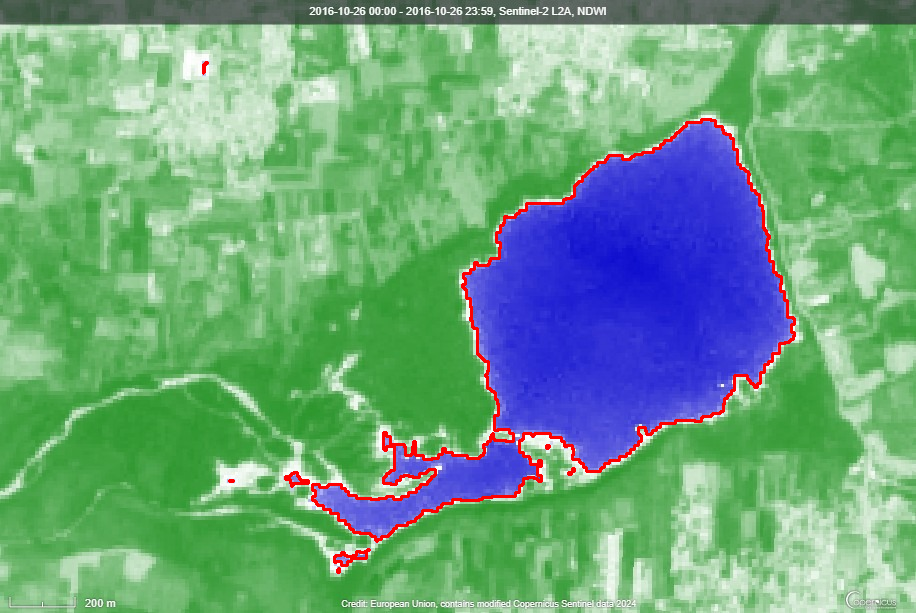 2016-10-26 00:00 - 2016-10-26 23:59, Sentinel-2 L2A, NDWI
200 m
Credit: European Union, contains modified Copernicus Sentinel data 2024
opernicus